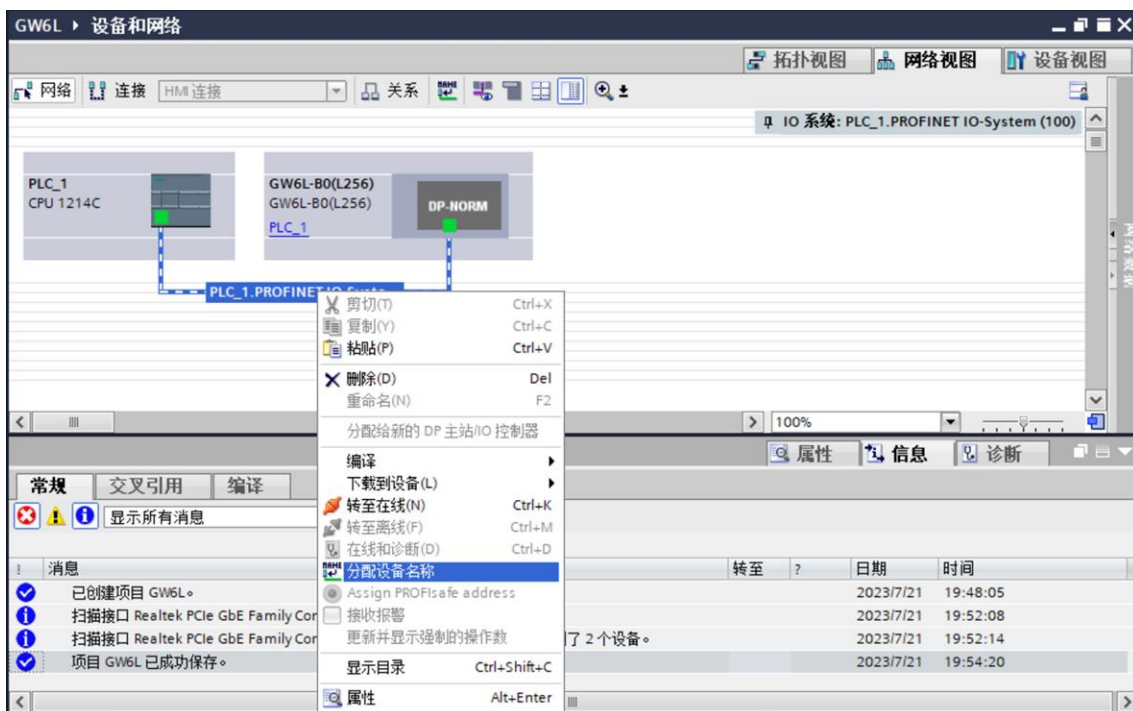 GW6L ▸ 设备和网络
拓扑视图 网络视图 设备视图
网络 连接 HMI 连接 关系
IO 系统: PLC_1.PROFINET IO-System (100)
PLC_1
CPU 1214C
GW6L-B0(L256)
GW6L-B0(L256)
PLC_1
DP-NORM
剪切(T) Ctrl+X
复制(Y) Ctrl+C
粘贴(P) Ctrl+V
删除(D) Del
重命名(N) F2
分配给新的 DP 主站/IO 控制器
编译
下载到设备(L)
转至在线(N) Ctrl+K
转至离线(F) Ctrl+M
在线和诊断(D) Ctrl+D
分配设备名称
Assign PROFIsafe address
接收报警
更新并显示强制的操作数
显示目录 Ctrl+Shift+C
属性 Alt+Enter
100%
属性 信息 诊断
常规 交叉引用 编译
显示所有消息
! 消息 转至 ? 日期 时间
已创建项目 GW6L。 2023/7/21 19:48:05
扫描接口 Realtek PCIe GbE Family 2023/7/21 19:52:08
扫描接口 Realtek PCIe GbE Family 了 2 个设备。 2023/7/21 19:52:14
项目 GW6L 已成功保存。 2023/7/21 19:54:20